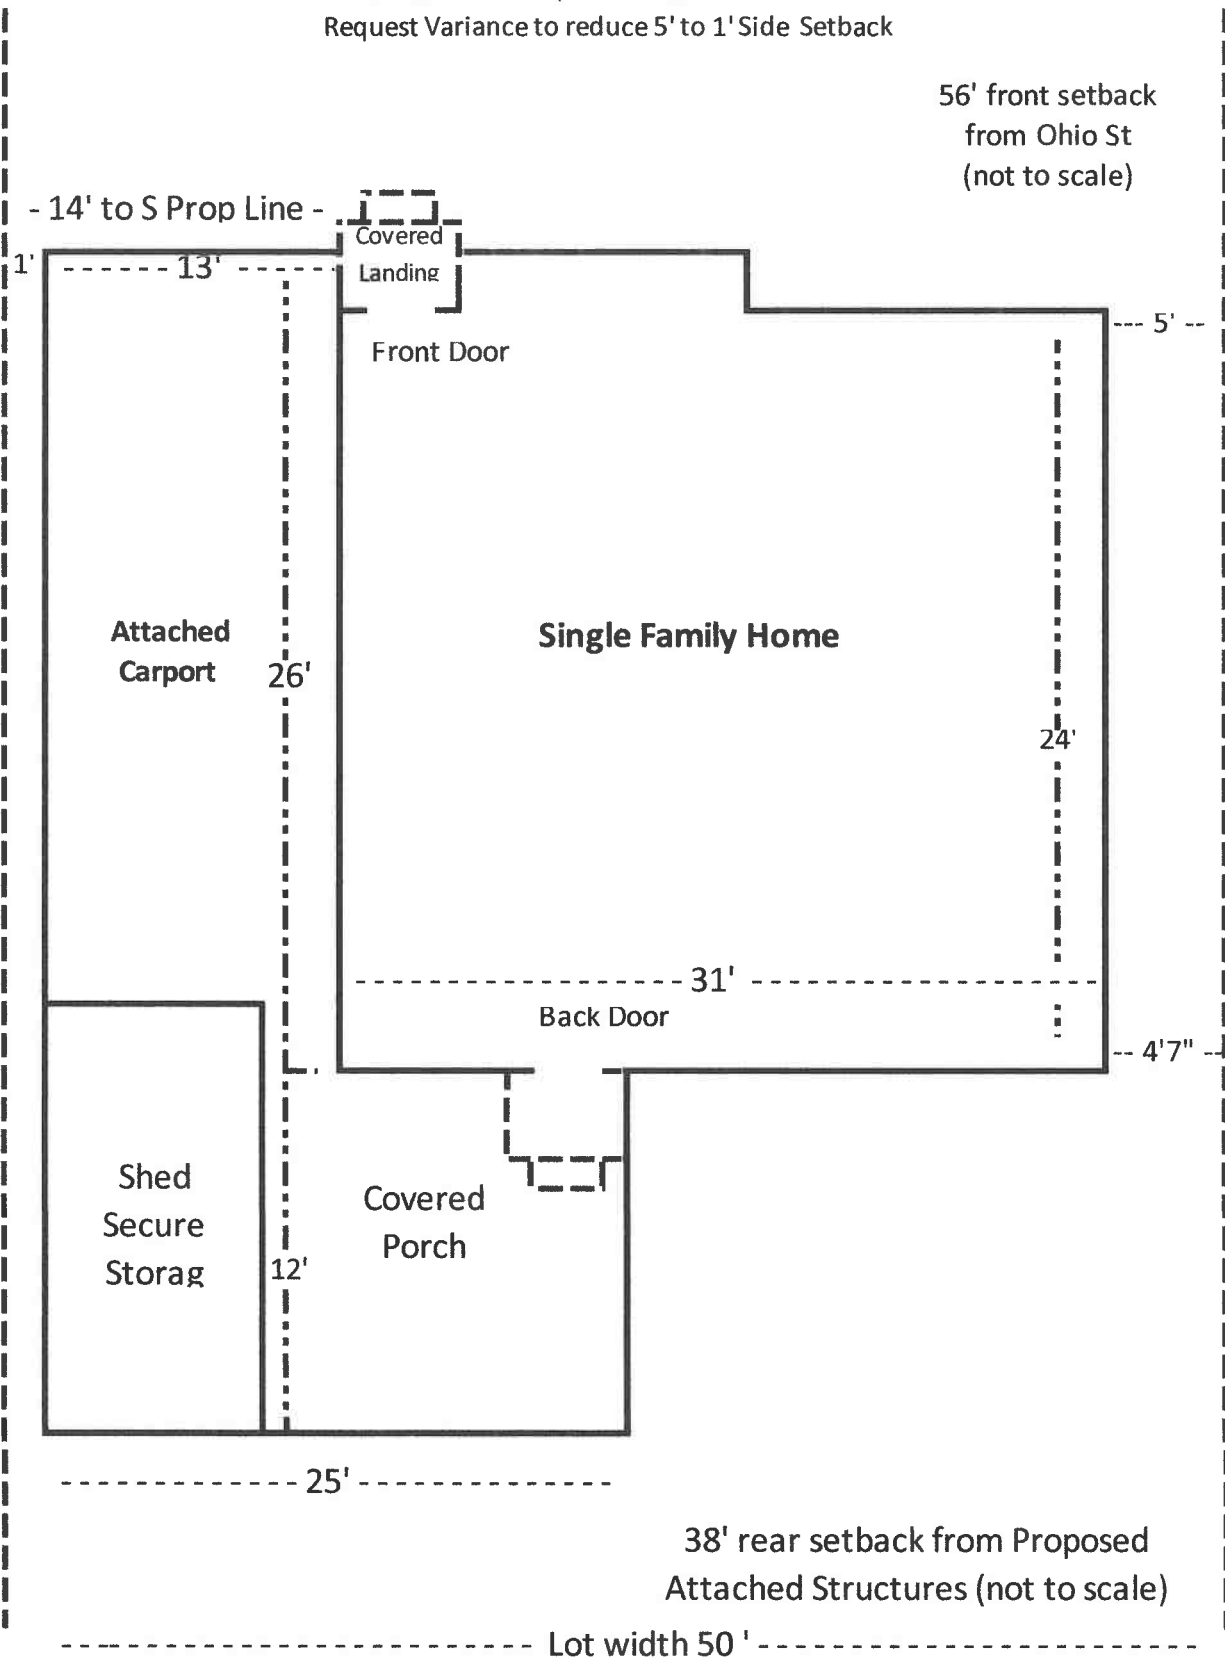 Request Variance to reduce 5' to 1' Side Setback
56' front setback
from Ohio St
(not to scale)
- 14' to S Prop Line -
Covered
Landing
1'
13'
5'
Front Door
Attached
Carport
26'
Single Family Home
24'
31'
Back Door
4'7"
Shed
Secure
Storag
Covered
Porch
12'
25'
38' rear setback from Proposed
Attached Structures (not to scale)
Lot width 50 '